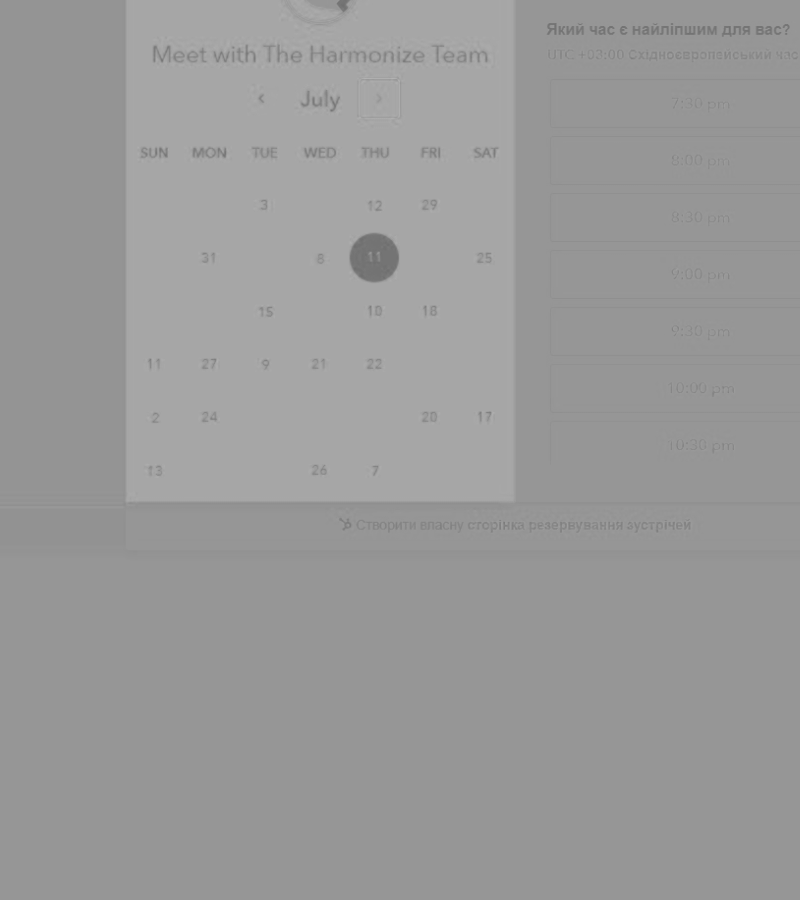 Meet with The Harmonize Team
‹ July ›
SUN MON TUE WED THU FRI SAT
3 12 29
31 6 11 25
15 10 18
11 27 9 21 22
2 24 20 17
13 26 7
Який час є найліпшим для вас?
UTC +03:00 Східноєвропейський час
7:30 pm
8:00 pm
8:30 pm
9:00 pm
9:30 pm
10:00 pm
10:30 pm
Створити власну сторінка резервування зустрічей